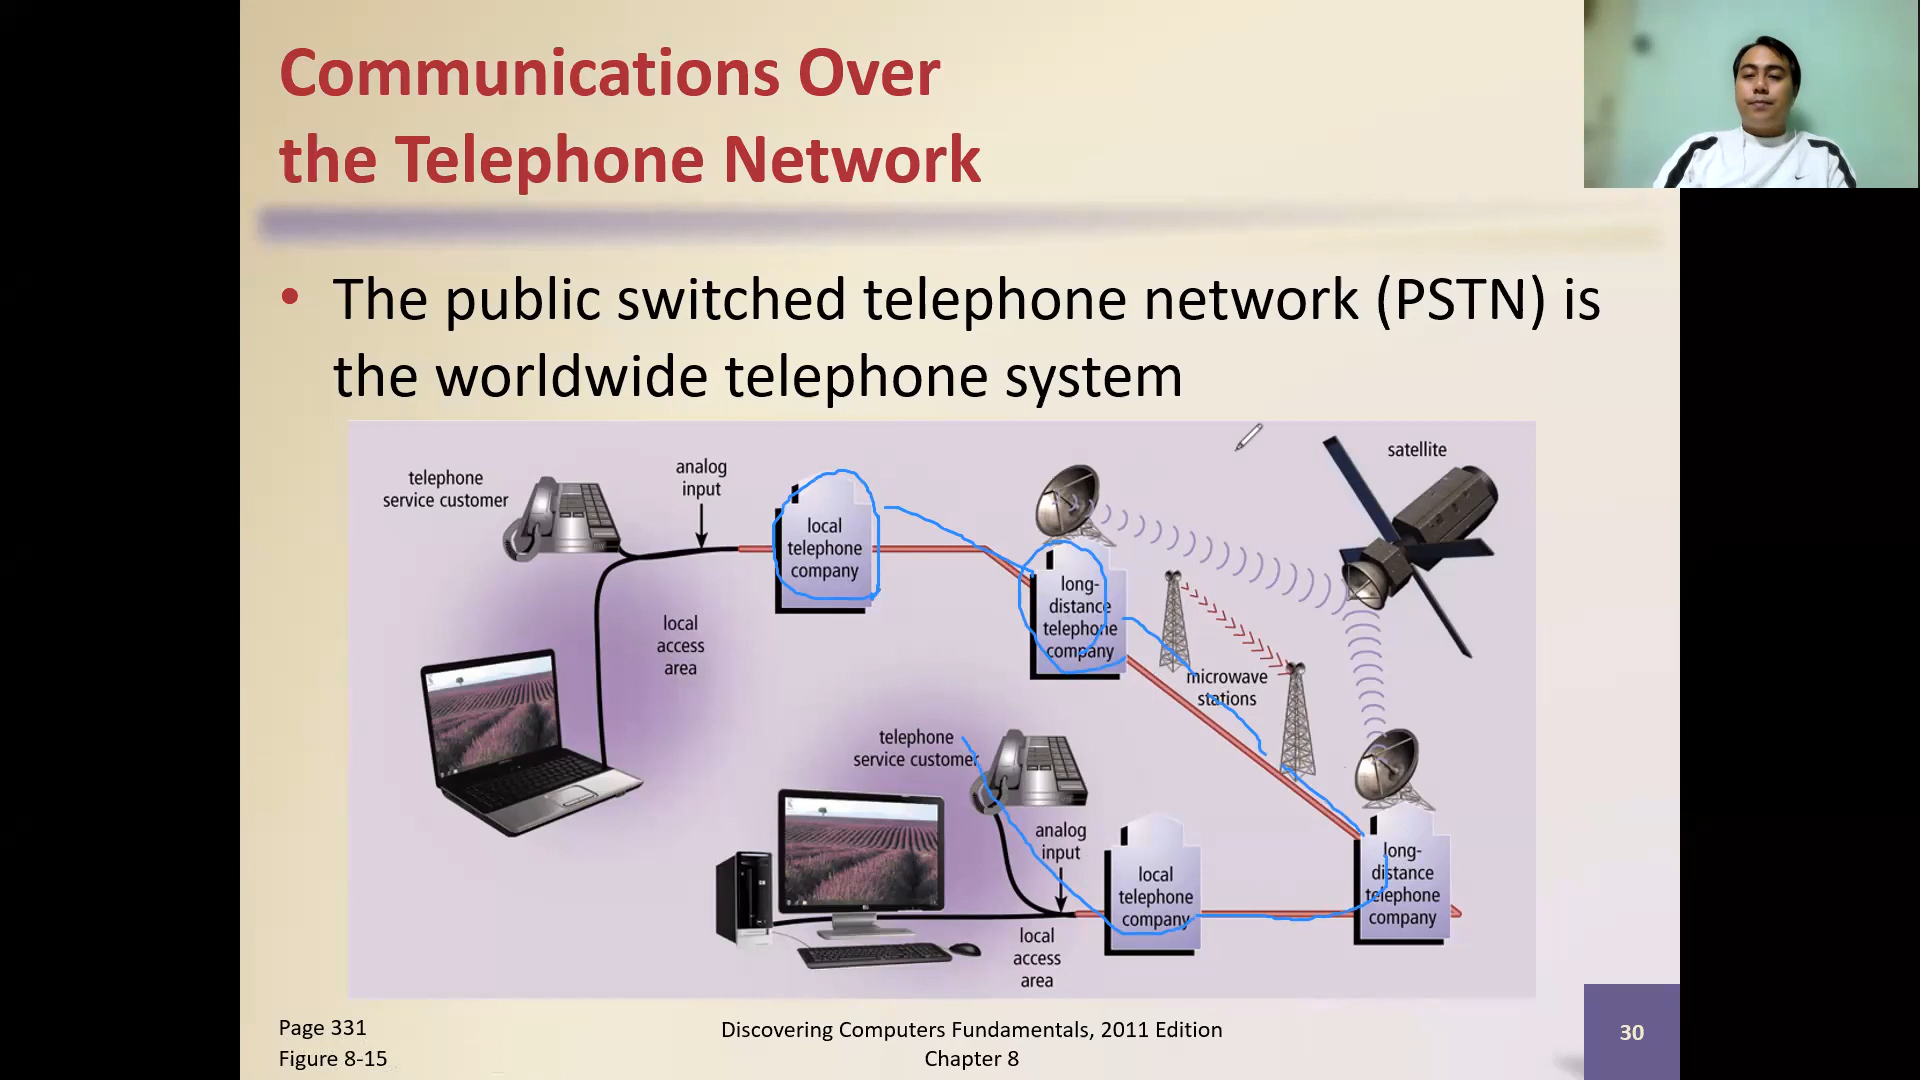 Communications Over
the Telephone Network
• The public switched telephone network (PSTN) is
the worldwide telephone system
telephone
service customer
analog
input
local
telephone
company
satellite
long-
distance
telephone
company
local
access
area
microwave
stations
telephone
service customer
analog
input
local
telephone
company
long-
distance
telephone
company
local
access
area
Page 331
Figure 8-15
Discovering Computers Fundamentals, 2011 Edition
Chapter 8
30